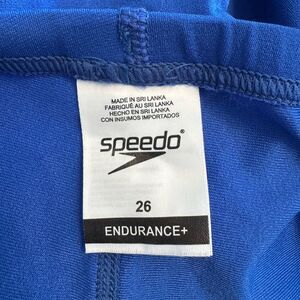 MADE IN SRI LANKA
FABRIQUÉ AU SRI LANKA
HECHO EN SRI LANKA
CON INSUMOS IMPORTADOS
speedo®
26
ENDURANCE+